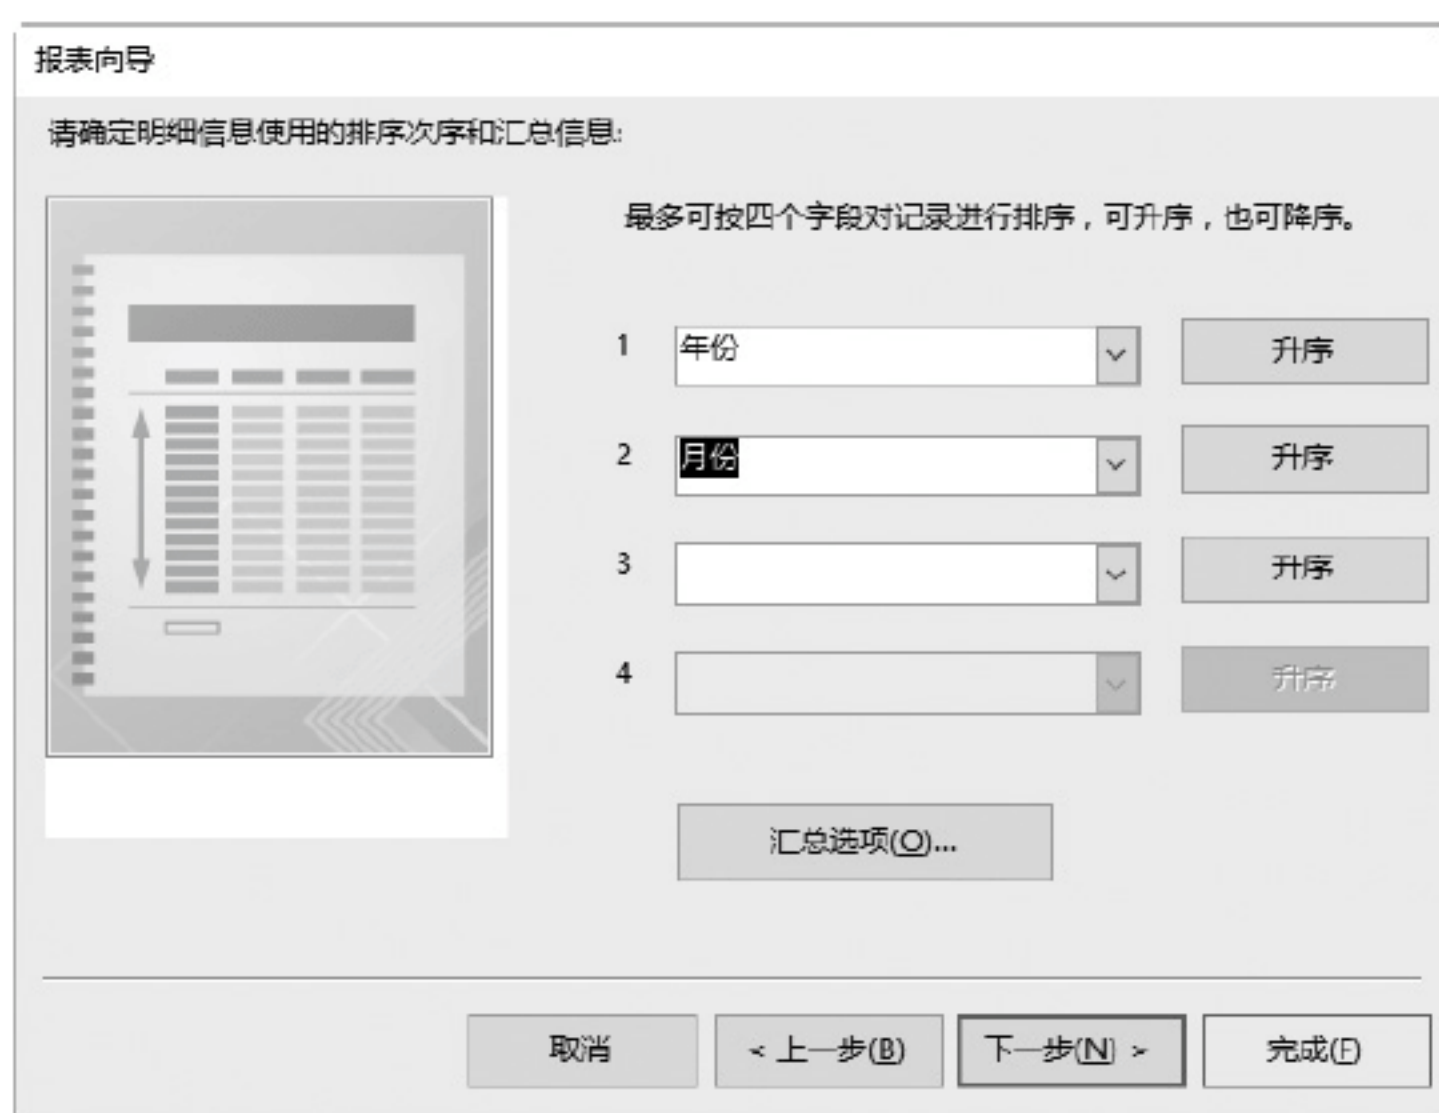 报表向导
请确定明细信息使用的排序次序和汇总信息:
最多可按四个字段对记录进行排序，可升序，也可降序。
1 年份 升序
2 月份 升序
3 升序
4 升序
汇总选项(O)...
取消 < 上一步(B) 下一步(N) > 完成(F)